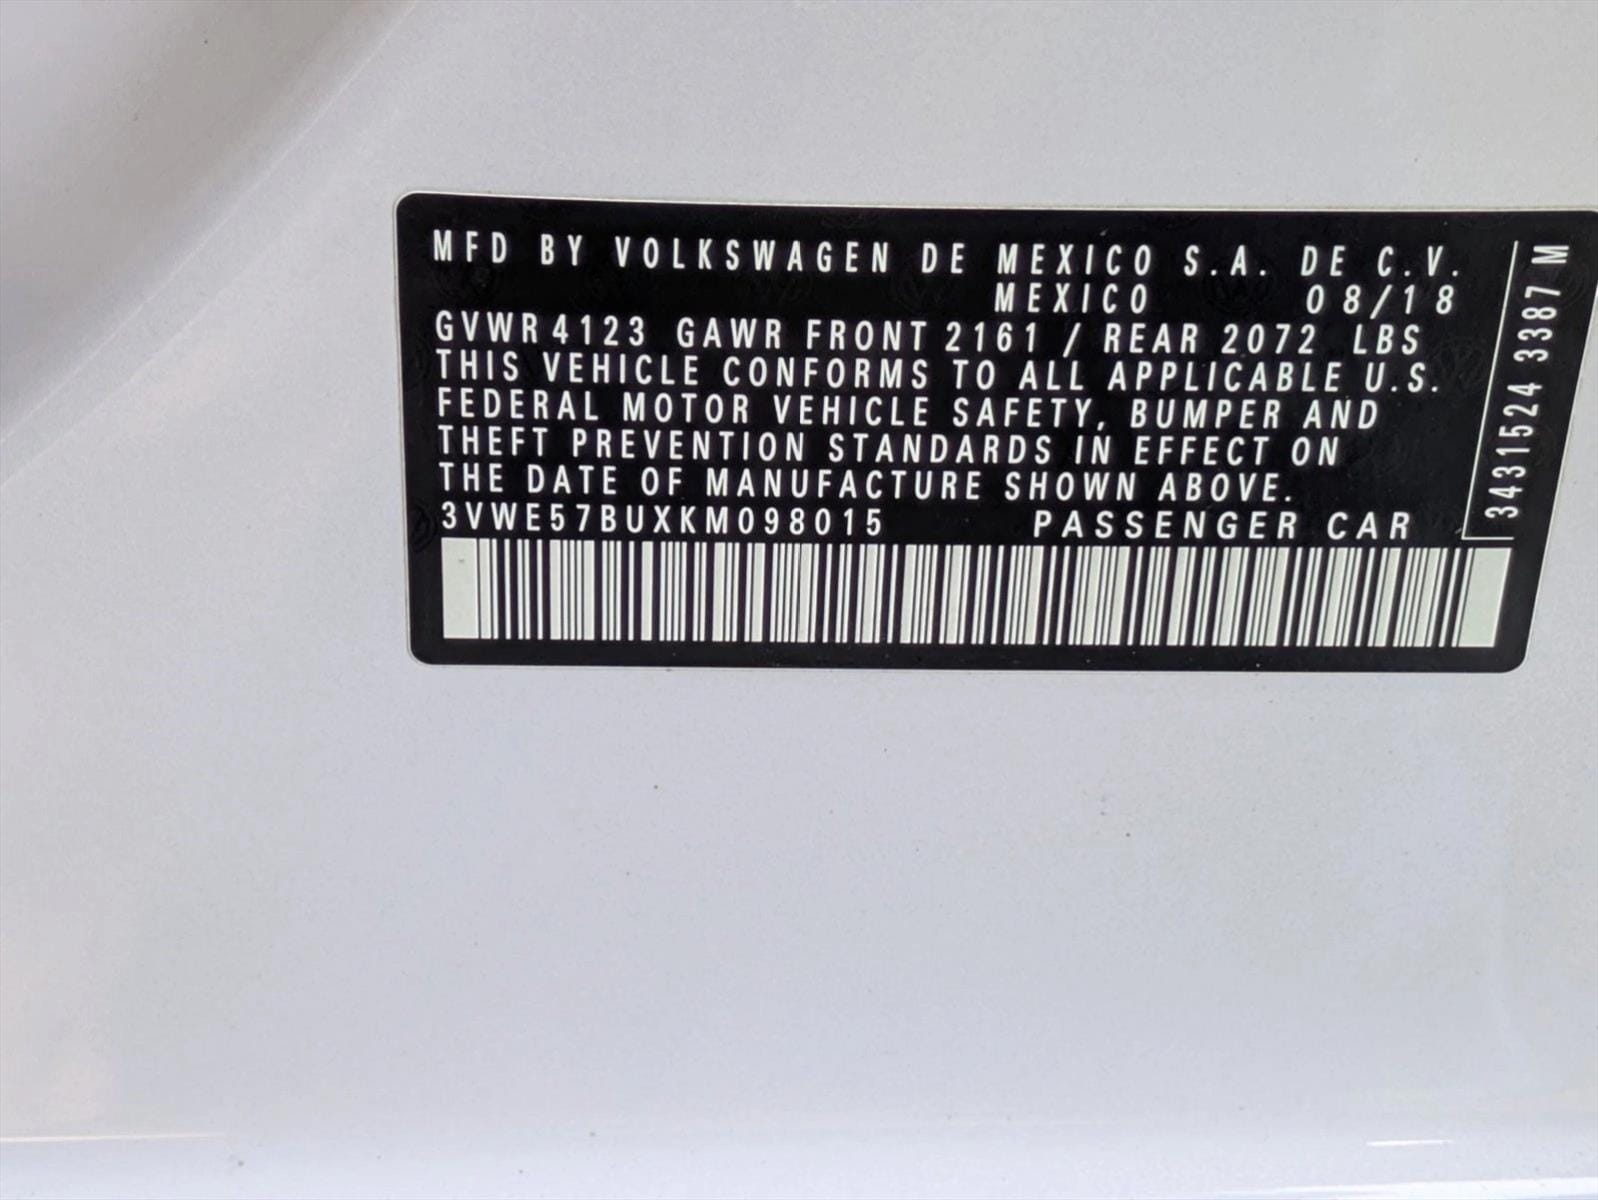 MFD BY VOLKSWAGEN DE MEXICO S.A. DE C.V.
MEXICO 08/18
GVWR 4123 GAWR FRONT 2161 / REAR 2072 LBS
THIS VEHICLE CONFORMS TO ALL APPLICABLE U.S.
FEDERAL MOTOR VEHICLE SAFETY, BUMPER AND
THEFT PREVENTION STANDARDS IN EFFECT ON
THE DATE OF MANUFACTURE SHOWN ABOVE.
3VWE57BUXKM098015 PASSENGER CAR
3431524 3387 M